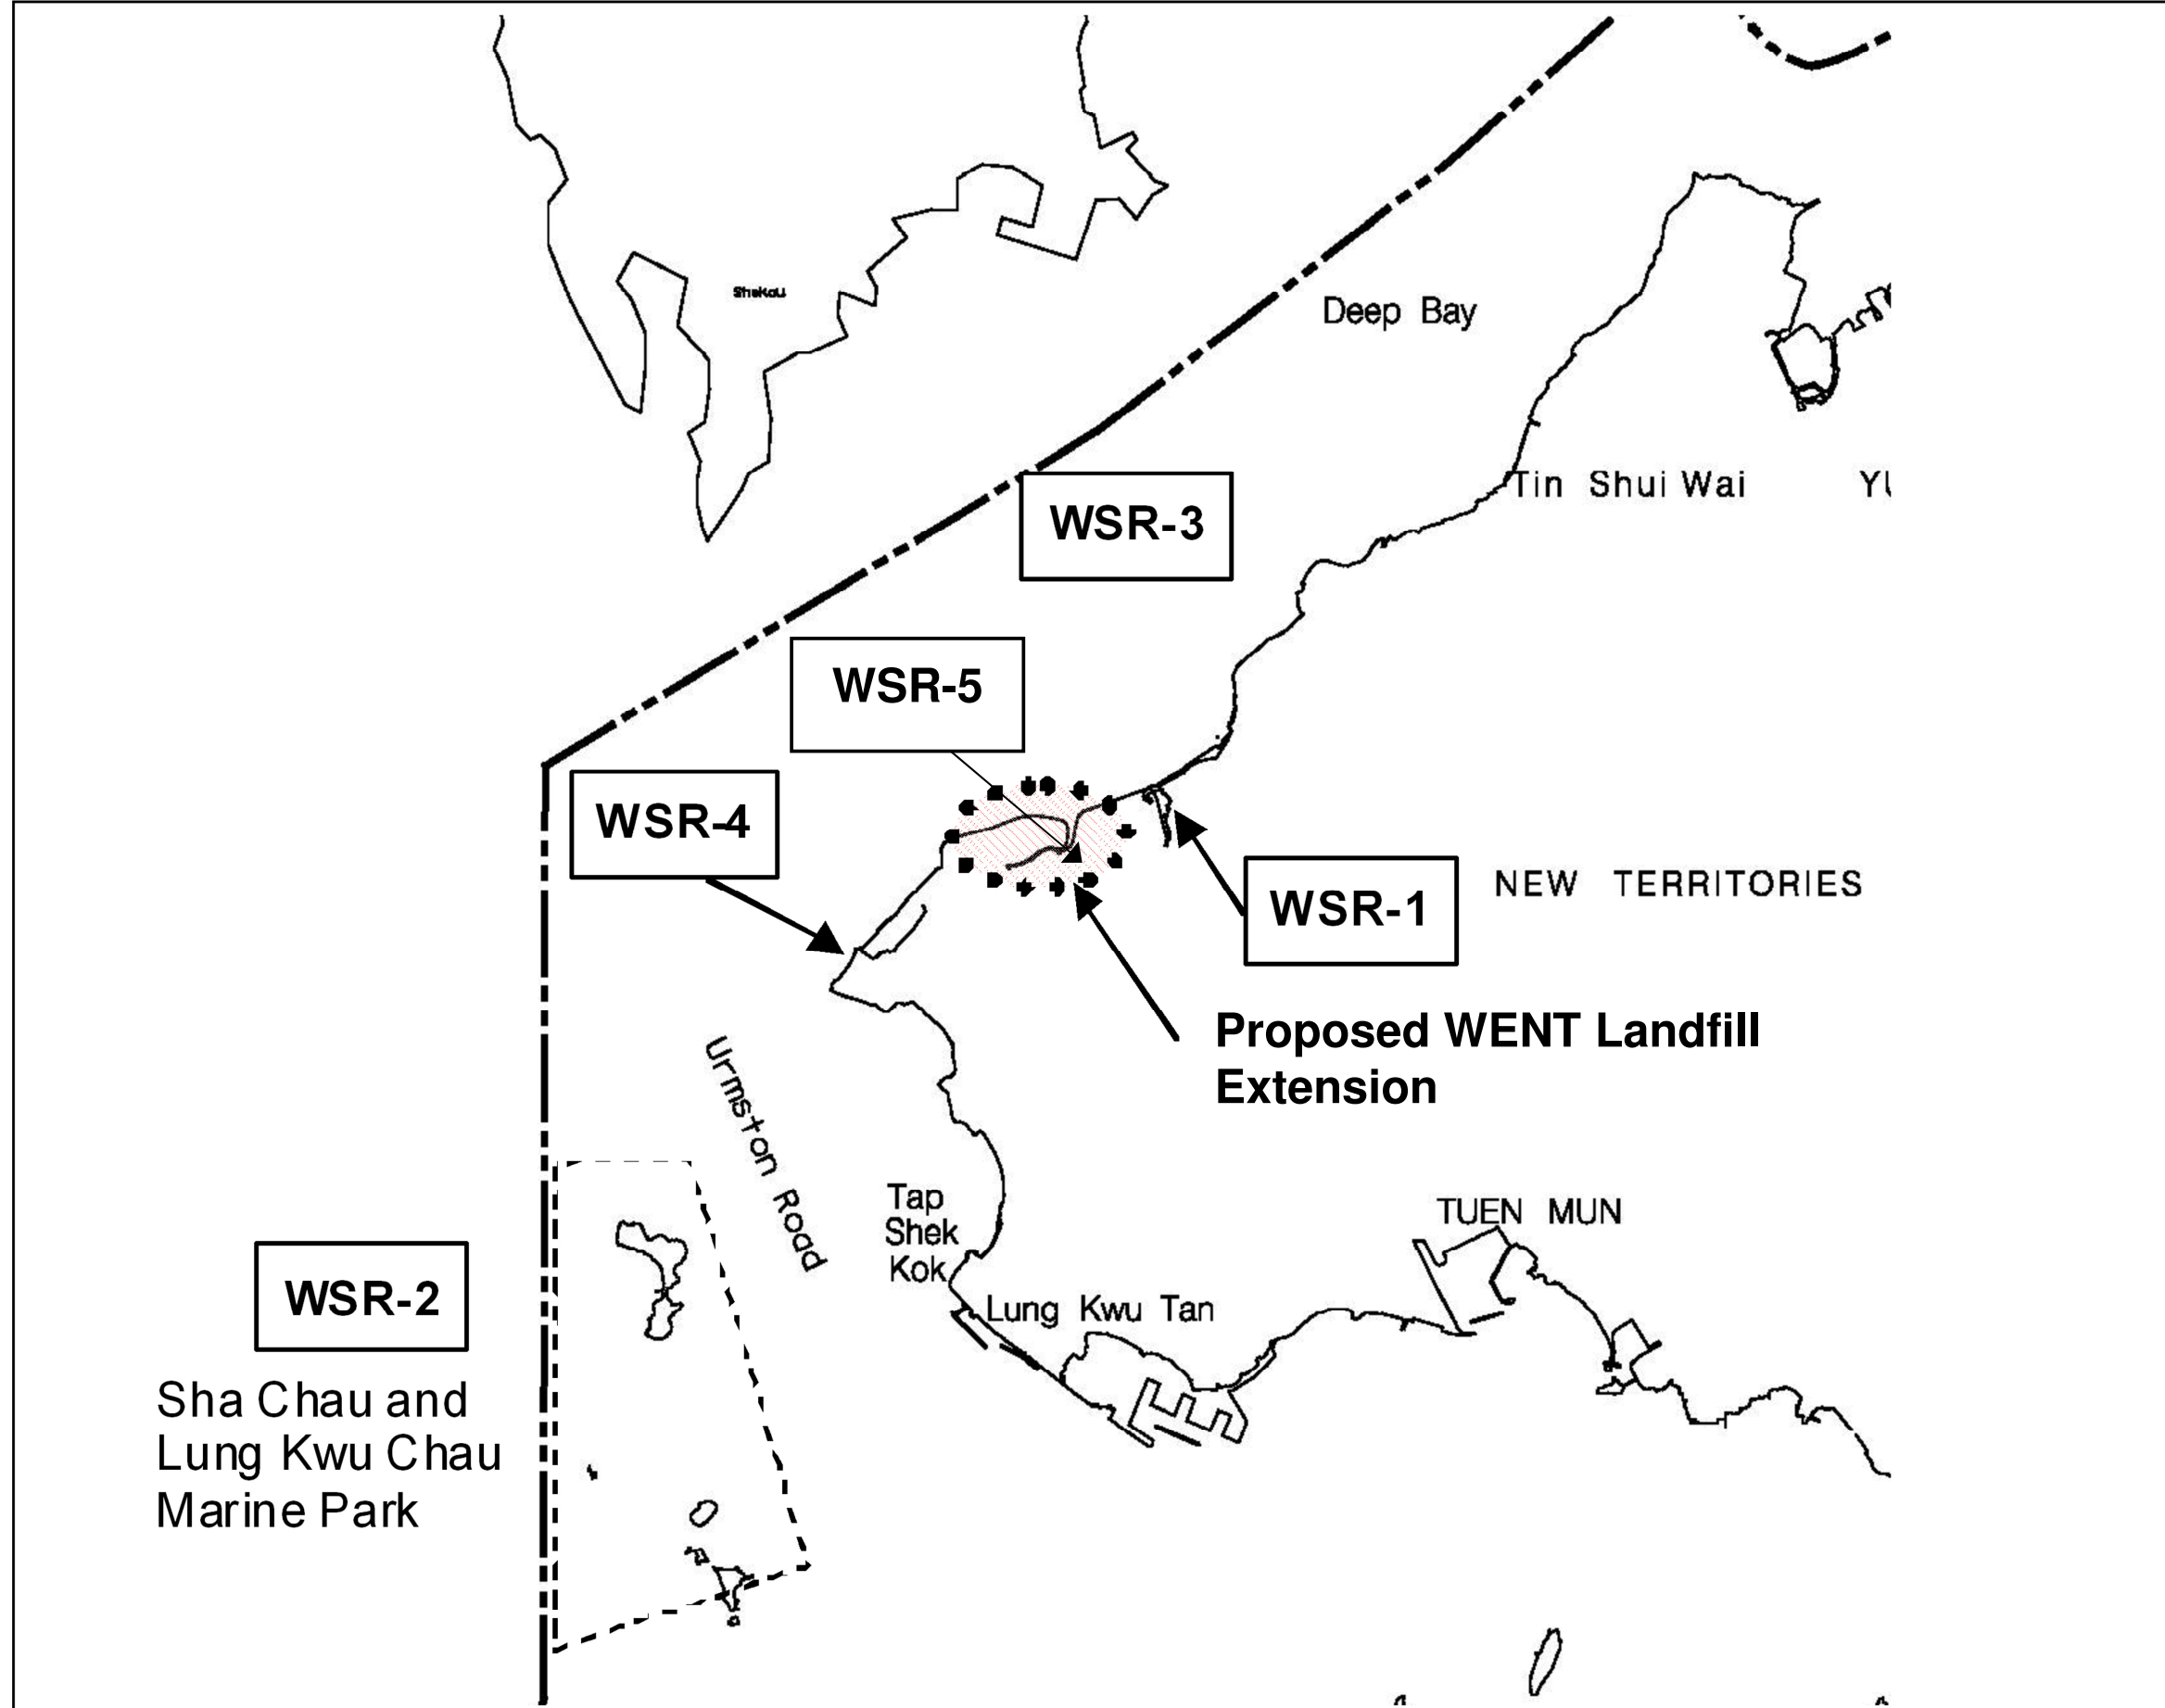 SheKou
Deep Bay
Tin Shui Wai
WSR-3
WSR-5
WSR-4
WSR-1
NEW TERRITORIES
Proposed WENT Landfill
Extension
Urmston Road
Tap
Shek
Kok
TUEN MUN
Lung Kwu Tan
WSR-2
Sha Chau and
Lung Kwu Chau
Marine Park